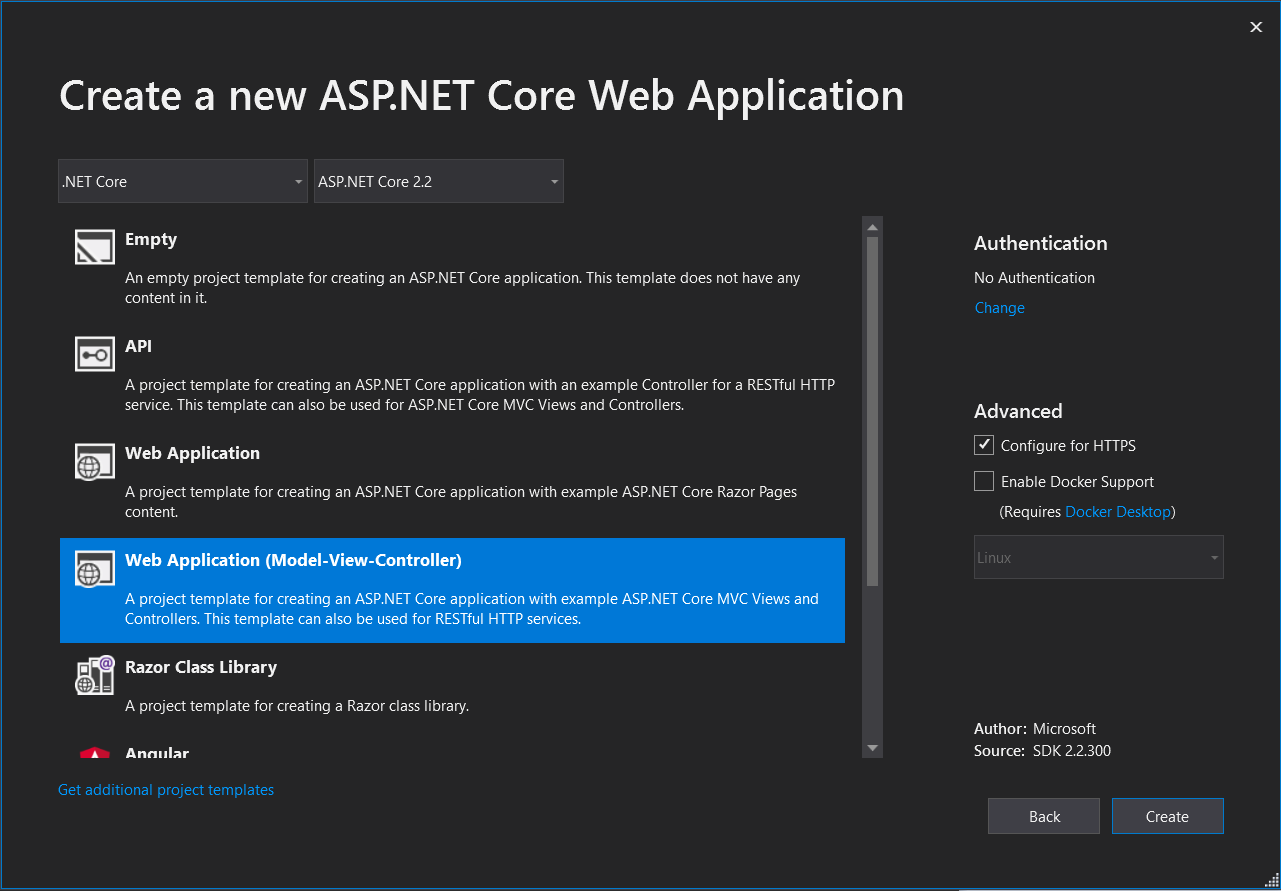 Create a new ASP.NET Core Web Application
.NET Core
ASP.NET Core 2.2
Empty
An empty project template for creating an ASP.NET Core application. This template does not have any
content in it.
API
A project template for creating an ASP.NET Core application with an example Controller for a RESTful HTTP
service. This template can also be used for ASP.NET Core MVC Views and Controllers.
Web Application
A project template for creating an ASP.NET Core application with example ASP.NET Core Razor Pages
content.
Web Application (Model-View-Controller)
A project template for creating an ASP.NET Core application with example ASP.NET Core MVC Views and
Controllers. This template can also be used for RESTful HTTP services.
Razor Class Library
A project template for creating a Razor class library.
Angular
Get additional project templates
Authentication
No Authentication
Change
Advanced
Configure for HTTPS
Enable Docker Support
(Requires Docker Desktop)
Linux
Author: Microsoft
Source: SDK 2.2.300
Back
Create